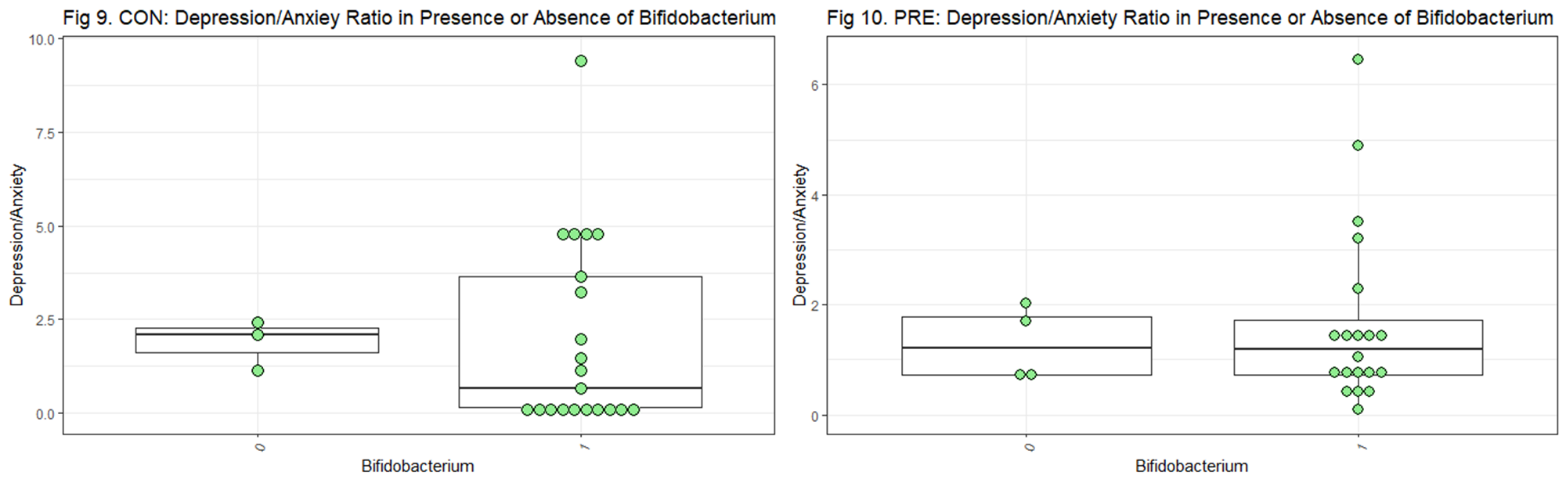 Fig 9. CON: Depression/Anxiey Ratio in Presence or Absence of Bifidobacterium
10.0
7.5
5.0
2.5
0.0
Depression/Anxiety
0
1
Bifidobacterium
Fig 10. PRE: Depression/Anxiety Ratio in Presence or Absence of Bifidobacterium
6
4
2
0
Depression/Anxiety
0
1
Bifidobacterium